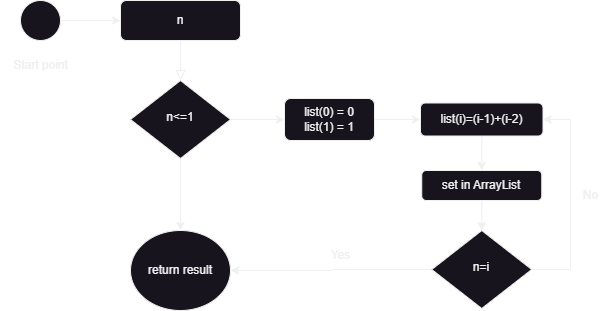 n
Start point
n<=1
list(0) = 0
list(1) = 1
list(i)=(i-1)+(i-2)
set in ArrayList
No
Yes
n=i
return result